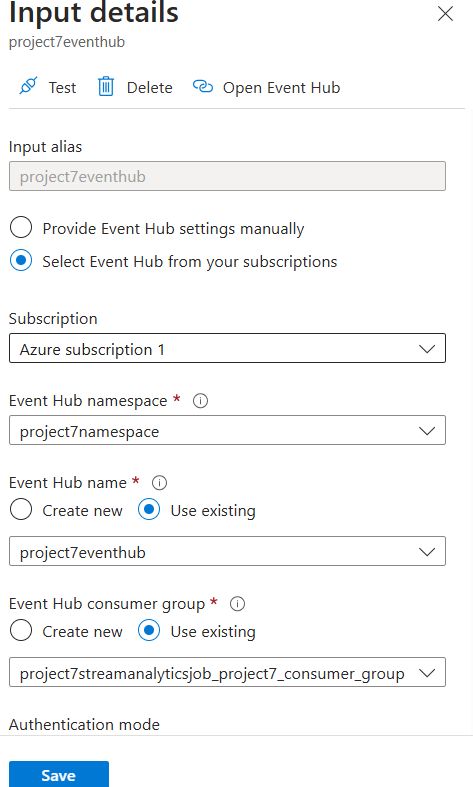 Input details
project7eventhub
Test Delete Open Event Hub
Input alias
project7eventhub
Provide Event Hub settings manually
Select Event Hub from your subscriptions
Subscription
Azure subscription 1
Event Hub namespace *
project7namespace
Event Hub name *
Create new Use existing
project7eventhub
Event Hub consumer group *
Create new Use existing
project7streamanalyticsjob_project7_consumer_group
Authentication mode
Save